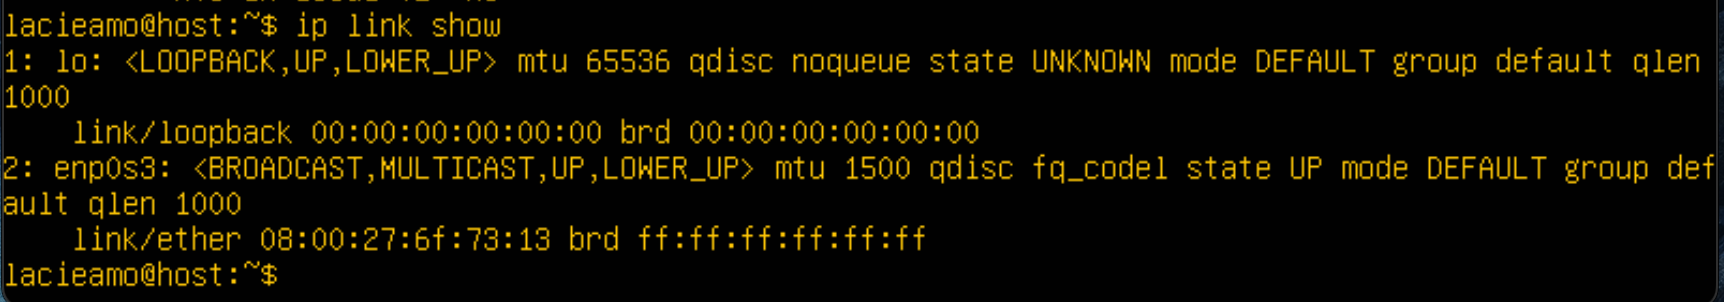 lacieamo@host:~$ ip link show
1: lo: <LOOPBACK,UP,LOWER_UP> mtu 65536 qdisc noqueue state UNKNOWN mode DEFAULT group default qlen
1000
    link/loopback 00:00:00:00:00:00 brd 00:00:00:00:00:00
2: enp0s3: <BROADCAST,MULTICAST,UP,LOWER_UP> mtu 1500 qdisc fq_codel state UP mode DEFAULT group def
ault qlen 1000
    link/ether 08:00:27:6f:73:13 brd ff:ff:ff:ff:ff:ff
lacieamo@host:~$